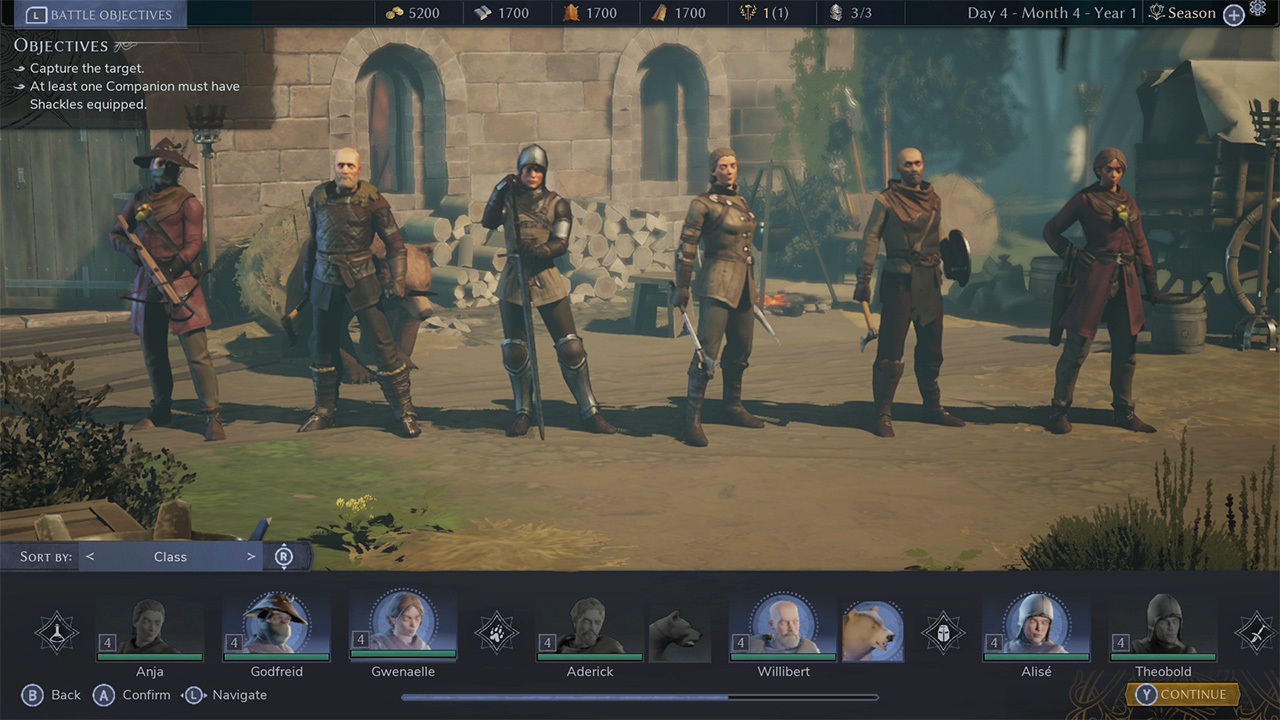 L BATTLE OBJECTIVES
5200
1700
1700
1700
1(1)
3/3
Day 4 - Month 4 - Year 1
Season
OBJECTIVES
Capture the target.
At least one Companion must have
Shackles equipped.
SORT BY: < Class > R
4
4
4
4
4
4
4
Anja
Godfreid
Gwenaelle
Aderick
Willibert
Alisé
Theobold
B Back A Confirm L Navigate
Y CONTINUE